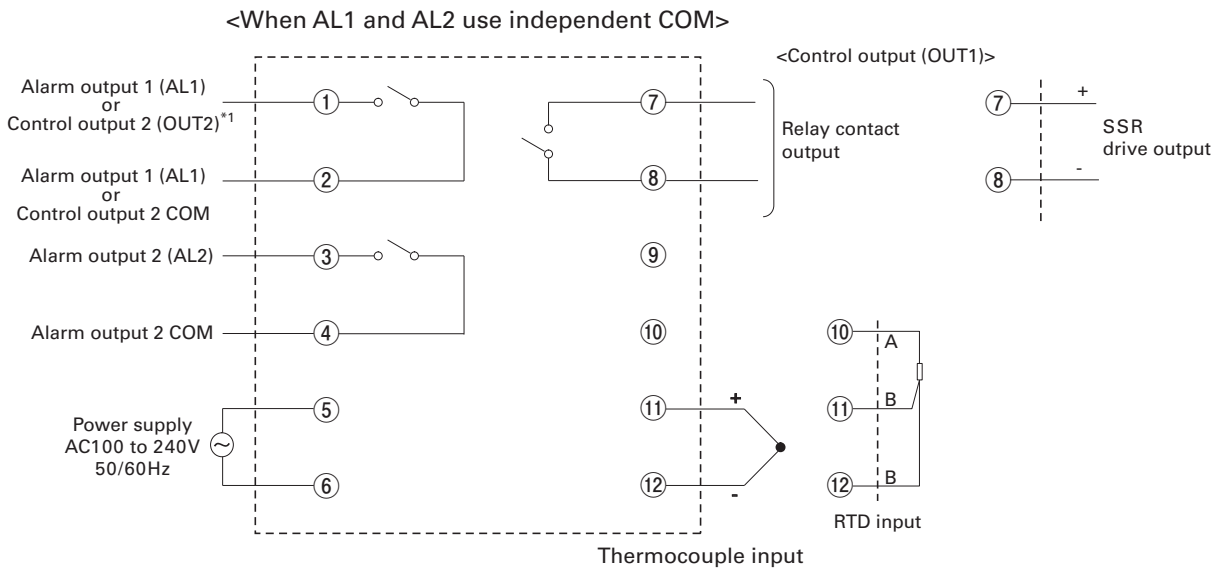 <When AL1 and AL2 use independent COM>
<Control output (OUT1)>
Alarm output 1 (AL1)
or
Control output 2 (OUT2)*1
Alarm output 1 (AL1)
or
Control output 2 COM
Alarm output 2 (AL2)
Alarm output 2 COM
Power supply
AC100 to 240V
50/60Hz
1
2
3
4
5
6
7
8
9
10
11
12
+
-
Thermocouple input
Relay contact
output
7
8
+
-
SSR
drive output
10
A
11
B
12
B
RTD input